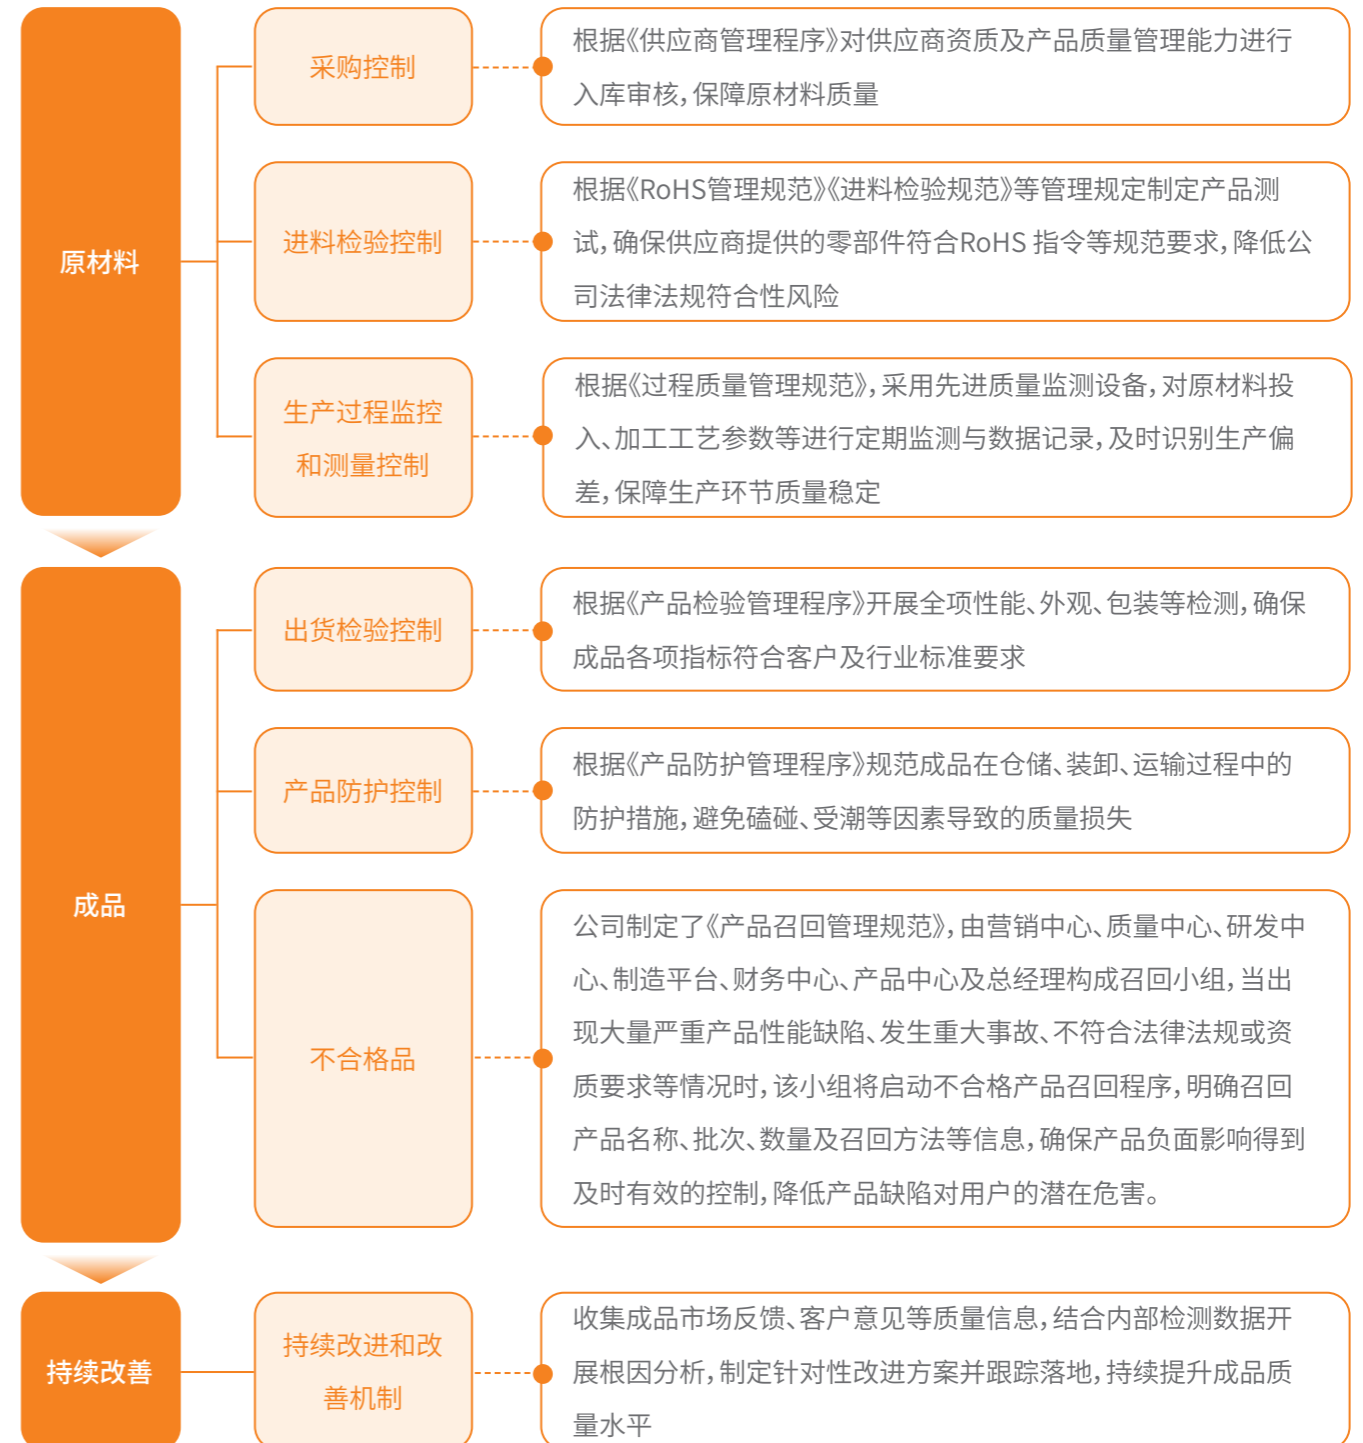 原材料
采购控制
根据《供应商管理程序》对供应商资质及产品质量管理能力进行
入库审核，保障原材料质量
进料检验控制
根据《RoHS管理规范》《进料检验规范》等管理规定制定产品测
试，确保供应商提供的零部件符合RoHS 指令等规范要求，降低公
司法律法规符合性风险
生产过程监控
和测量控制
根据《过程质量管理规范》，采用先进质量监测设备，对原材料投
入、加工工艺参数等进行定期监测与数据记录，及时识别生产偏
差，保障生产环节质量稳定
成品
出货检验控制
根据《产品检验管理程序》开展全项性能、外观、包装等检测，确保
成品各项指标符合客户及行业标准要求
产品防护控制
根据《产品防护管理程序》规范成品在仓储、装卸、运输过程中的
防护措施，避免磕碰、受潮等因素导致的质量损失
不合格品
公司制定了《产品召回管理规范》，由营销中心、质量中心、研发中
心、制造平台、财务中心、产品中心及总经理构成召回小组，当出
现大量严重产品性能缺陷、发生重大事故、不符合法律法规或资
质要求等情况时，该小组将启动不合格产品召回程序，明确召回
产品名称、批次、数量及召回方法等信息，确保产品负面影响得到
及时有效的控制，降低产品缺陷对用户的潜在危害。
持续改善
持续改进和改
善机制
收集成品市场反馈、客户意见等质量信息，结合内部检测数据开
展根因分析，制定针对性改进方案并跟踪落地，持续提升成品质
量水平